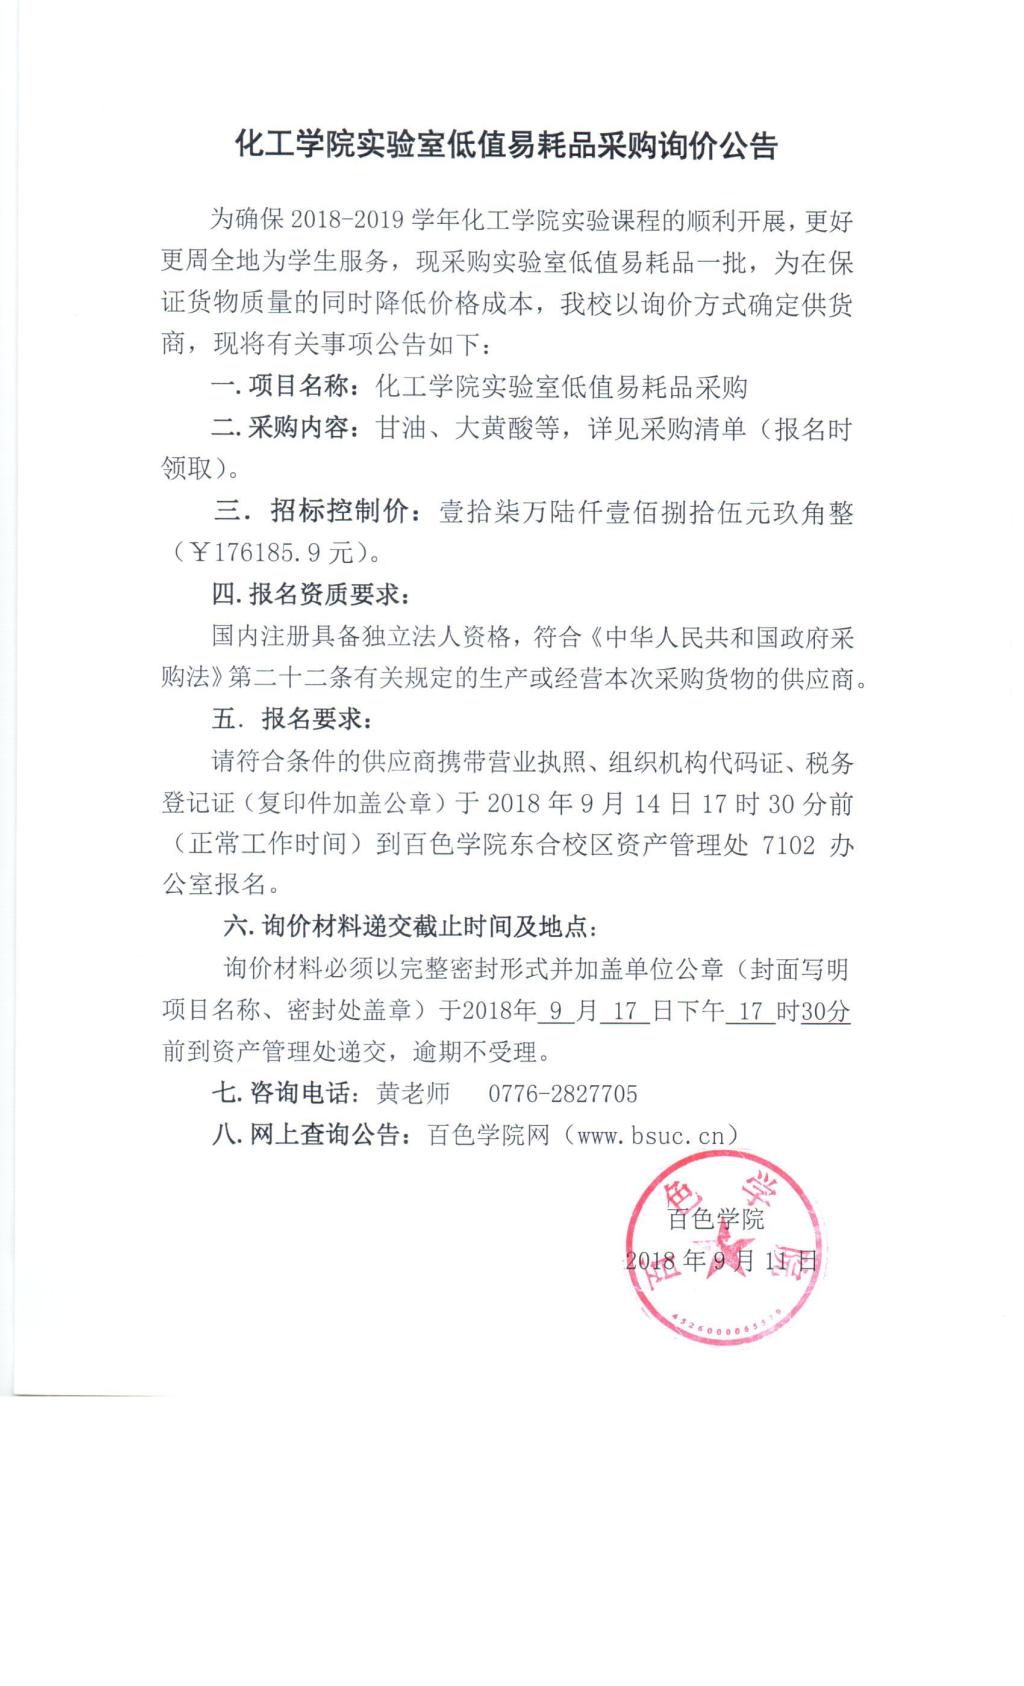 化工学院实验室低值易耗品采购询价公告
为确保 2018-2019 学年化工学院实验课程的顺利开展，更好
更周全地为学生服务，现采购实验室低值易耗品一批，为在保
证货物质量的同时降低价格成本，我校以询价方式确定供货
商，现将有关事项公告如下：
一.项目名称：化工学院实验室低值易耗品采购
二.采购内容：甘油、大黄酸等，详见采购清单（报名时
领取）。
三．招标控制价：壹拾柒万陆仟壹佰捌拾伍元玖角整
（￥176185.9 元）。
四.报名资质要求：
国内注册具备独立法人资格，符合《中华人民共和国政府采
购法》第二十二条有关规定的生产或经营本次采购货物的供应商。
五．报名要求：
请符合条件的供应商携带营业执照、组织机构代码证、税务
登记证（复印件加盖公章）于 2018 年 9 月 14 日 17 时 30 分前
（正常工作时间）到百色学院东合校区资产管理处 7102 办
公室报名。
六.询价材料递交截止时间及地点：
询价材料必须以完整密封形式并加盖单位公章（封面写明
项目名称、密封处盖章）于2018年 9 月 17 日下午 17 时30分
前到资产管理处递交，逾期不受理。
七.咨询电话：黄老师 0776-2827705
八.网上查询公告：百色学院网（www.bsuc.cn）
百色学院
百色学院
2018 年 9 月 11 日